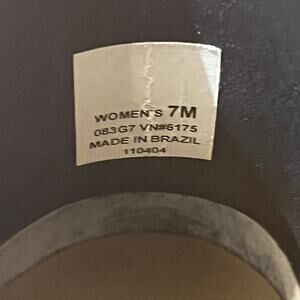 WOMEN'S 7M
083G7 VN#6175
MADE IN BRAZIL
110404